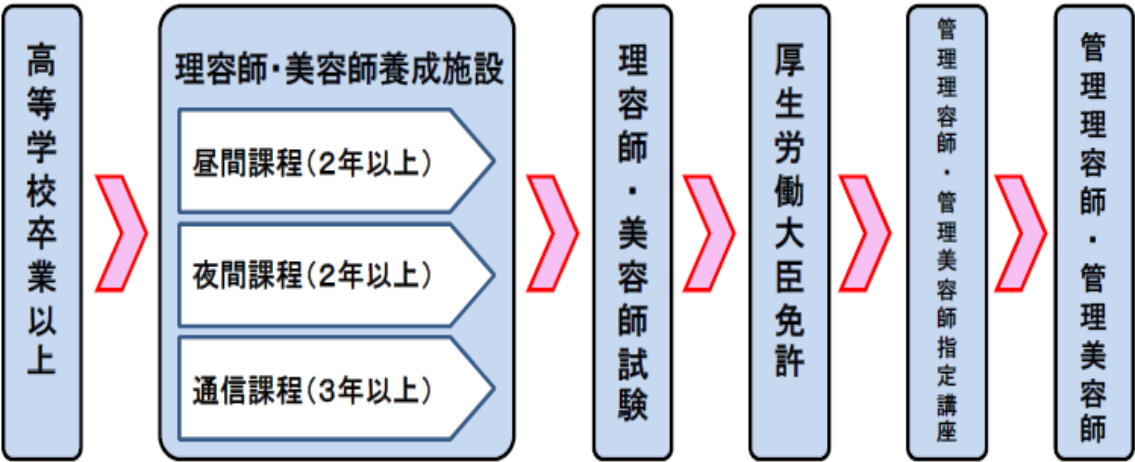 高等学校卒業以上
理容師・美容師養成施設
昼間課程(2年以上)
夜間課程(2年以上)
通信課程(3年以上)
理容師・美容師試験
厚生労働大臣免許
管理理容師・管理美容師指定講座
管理理容師・管理美容師